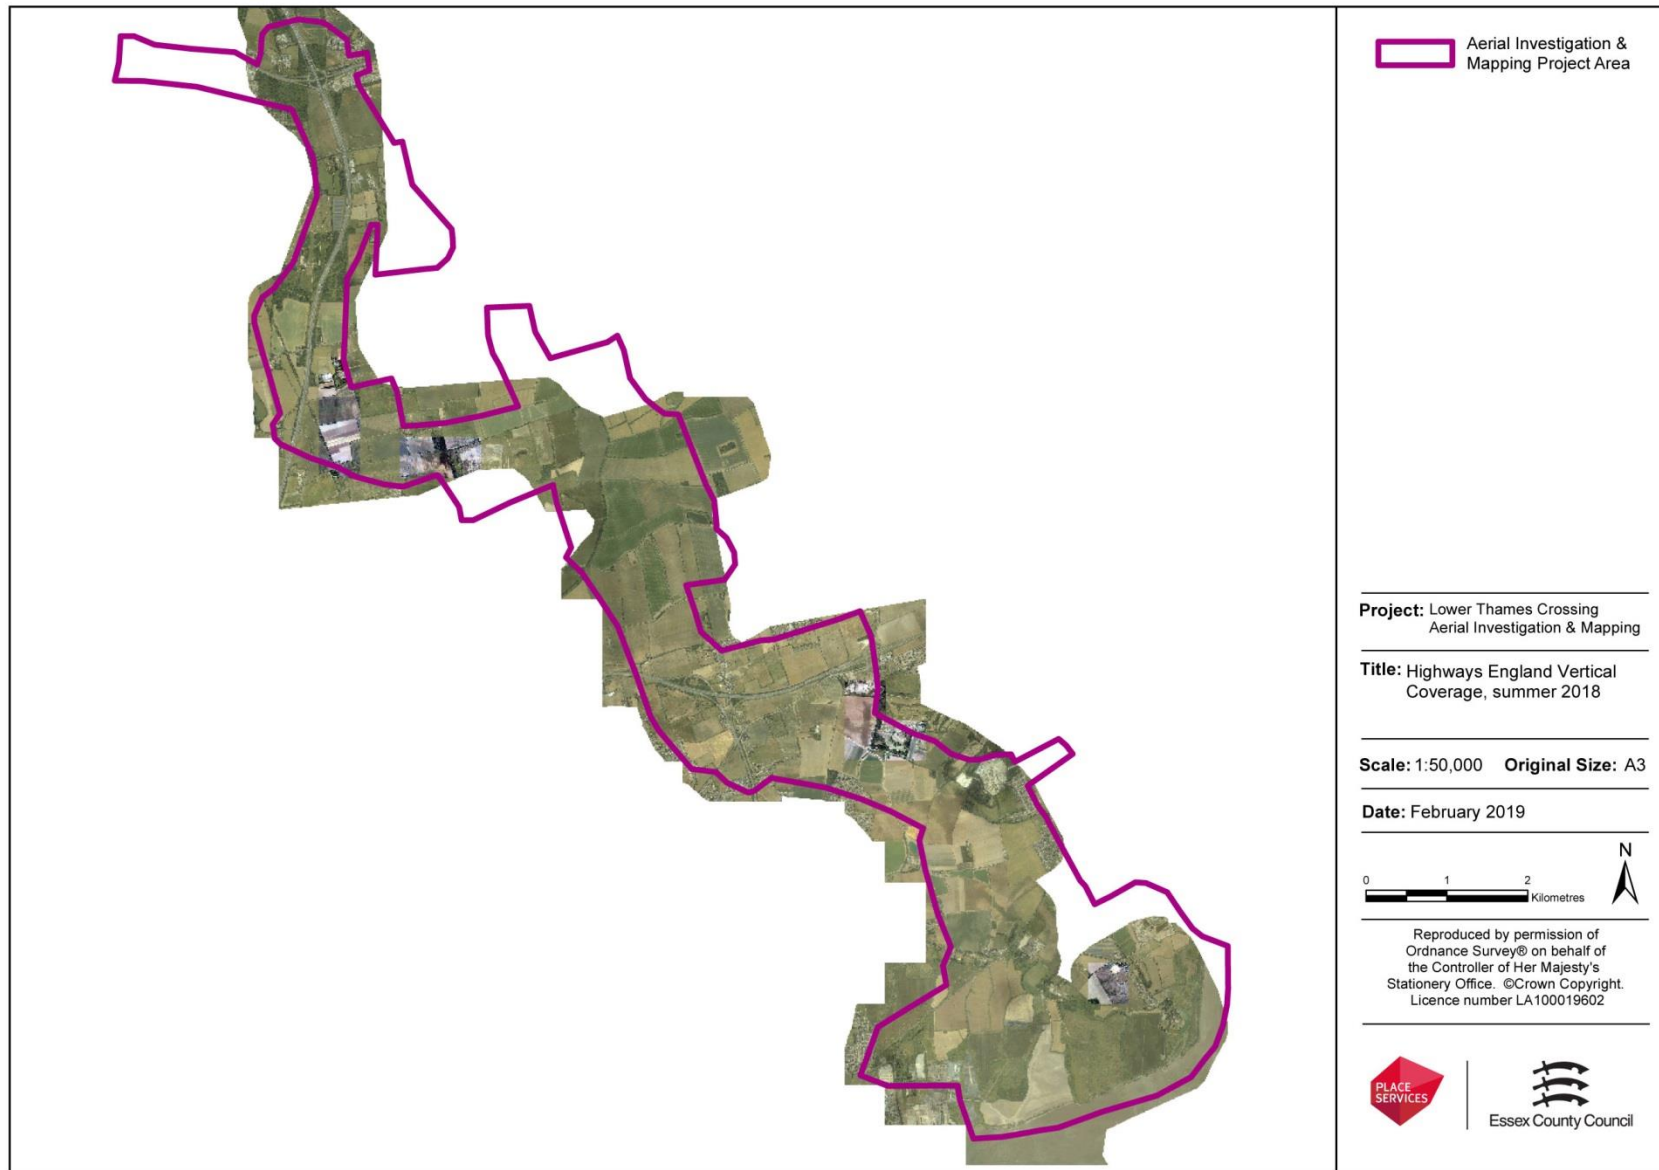 Aerial Investigation &
Mapping Project Area
Project: Lower Thames Crossing
Aerial Investigation & Mapping
Title: Highways England Vertical
Coverage, summer 2018
Scale: 1:50,000 Original Size: A3
Date: February 2019
N
0 1 2
Kilometres
Reproduced by permission of
Ordnance Survey® on behalf of
the Controller of Her Majesty's
Stationery Office. ©Crown Copyright.
Licence number LA100019602
PLACE
SERVICES
Essex County Council